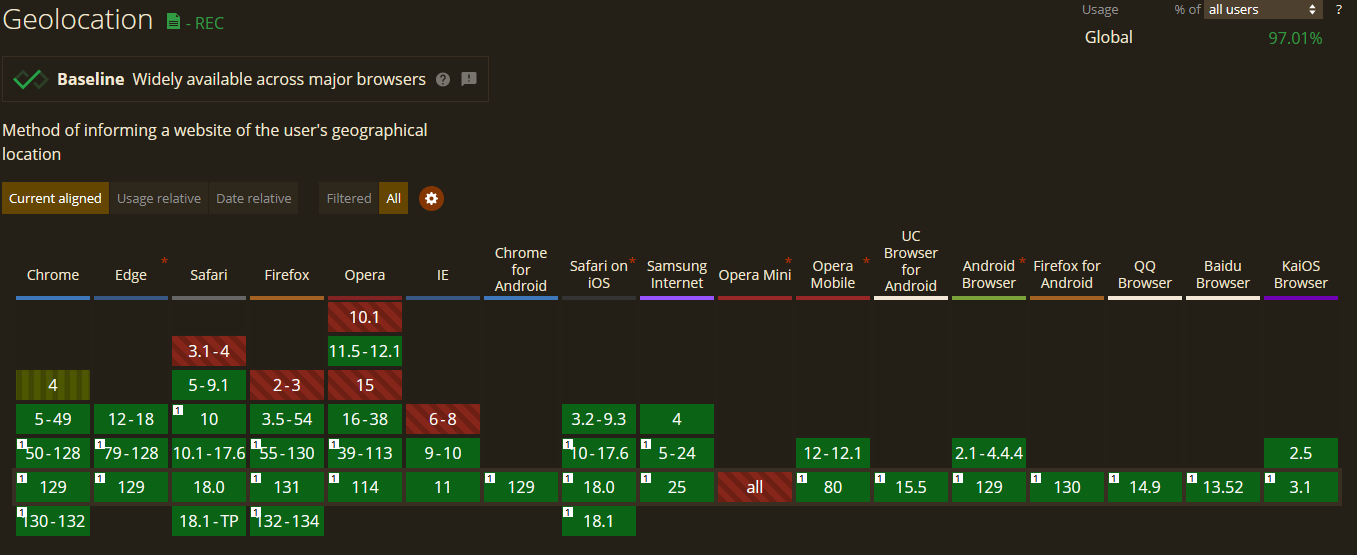 Geolocation - REC
Usage % of all users ?
Global 97.01%
Baseline Widely available across major browsers ?
Method of informing a website of the user's geographical
location
Current aligned Usage relative Date relative Filtered All
Chrome Edge * Safari Firefox Opera IE Chrome for Android Safari on iOS * Samsung Internet Opera Mini * Opera Mobile * UC Browser for Android Android Browser * Firefox for Android QQ Browser Baidu Browser KaiOS Browser
10.1
3.1-4 11.5-12.1
4 5-9.1 2-3 15
5-49 12-18 1 10 3.5-54 16-38 6-8 3.2-9.3 4
1 50-128 1 79-128 10.1-17.6 1 55-130 1 39-113 9-10 1 10-17.6 1 5-24 12-12.1 2.1-4.4.4 2.5
1 129 1 129 18.0 1 131 1 114 11 1 129 1 18.0 1 25 all 1 80 1 15.5 1 129 1 130 1 14.9 1 13.52 1 3.1
1 130-132 18.1-TP 1 132-134 1 18.1